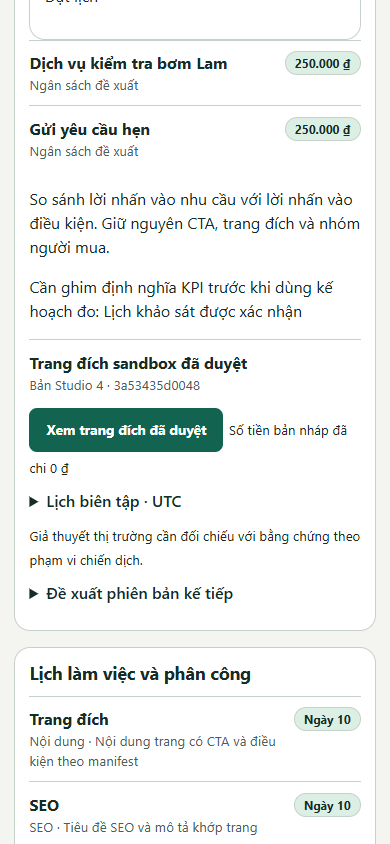 Dịch vụ kiểm tra bơm Lam
250.000 ₫
Ngân sách đề xuất
Gửi yêu cầu hẹn
250.000 ₫
Ngân sách đề xuất
So sánh lời nhấn vào nhu cầu với lời nhấn vào
điều kiện. Giữ nguyên CTA, trang đích và nhóm
người mua.
Cần ghim định nghĩa KPI trước khi dùng kế
hoạch đo: Lịch khảo sát được xác nhận
Trang đích sandbox đã duyệt
Bản Studio 4 · 3a53435d0048
Xem trang đích đã duyệt
Số tiền bản nháp đã
chi 0 ₫
▶ Lịch biên tập · UTC
Giả thuyết thị trường cần đối chiếu với bằng chứng theo
phạm vi chiến dịch.
▶ Đề xuất phiên bản kế tiếp
Lịch làm việc và phân công
Trang đích
Ngày 10
Nội dung · Nội dung trang có CTA và điều
kiện theo manifest
SEO
Ngày 10
SEO · Tiêu đề SEO và mô tả khớp trang